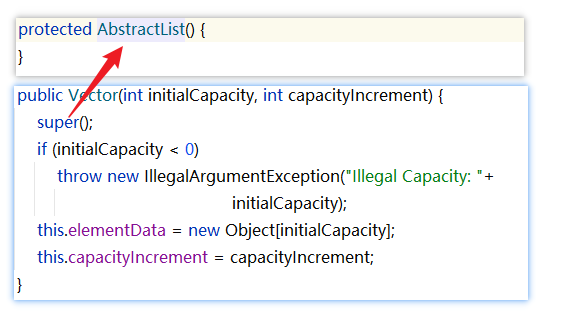 protected AbstractList() {
}
public Vector(int initialCapacity, int capacityIncrement) {
super();
if (initialCapacity < 0)
throw new IllegalArgumentException("Illegal Capacity: "+
initialCapacity);
this.elementData = new Object[initialCapacity];
this.capacityIncrement = capacityIncrement;
}